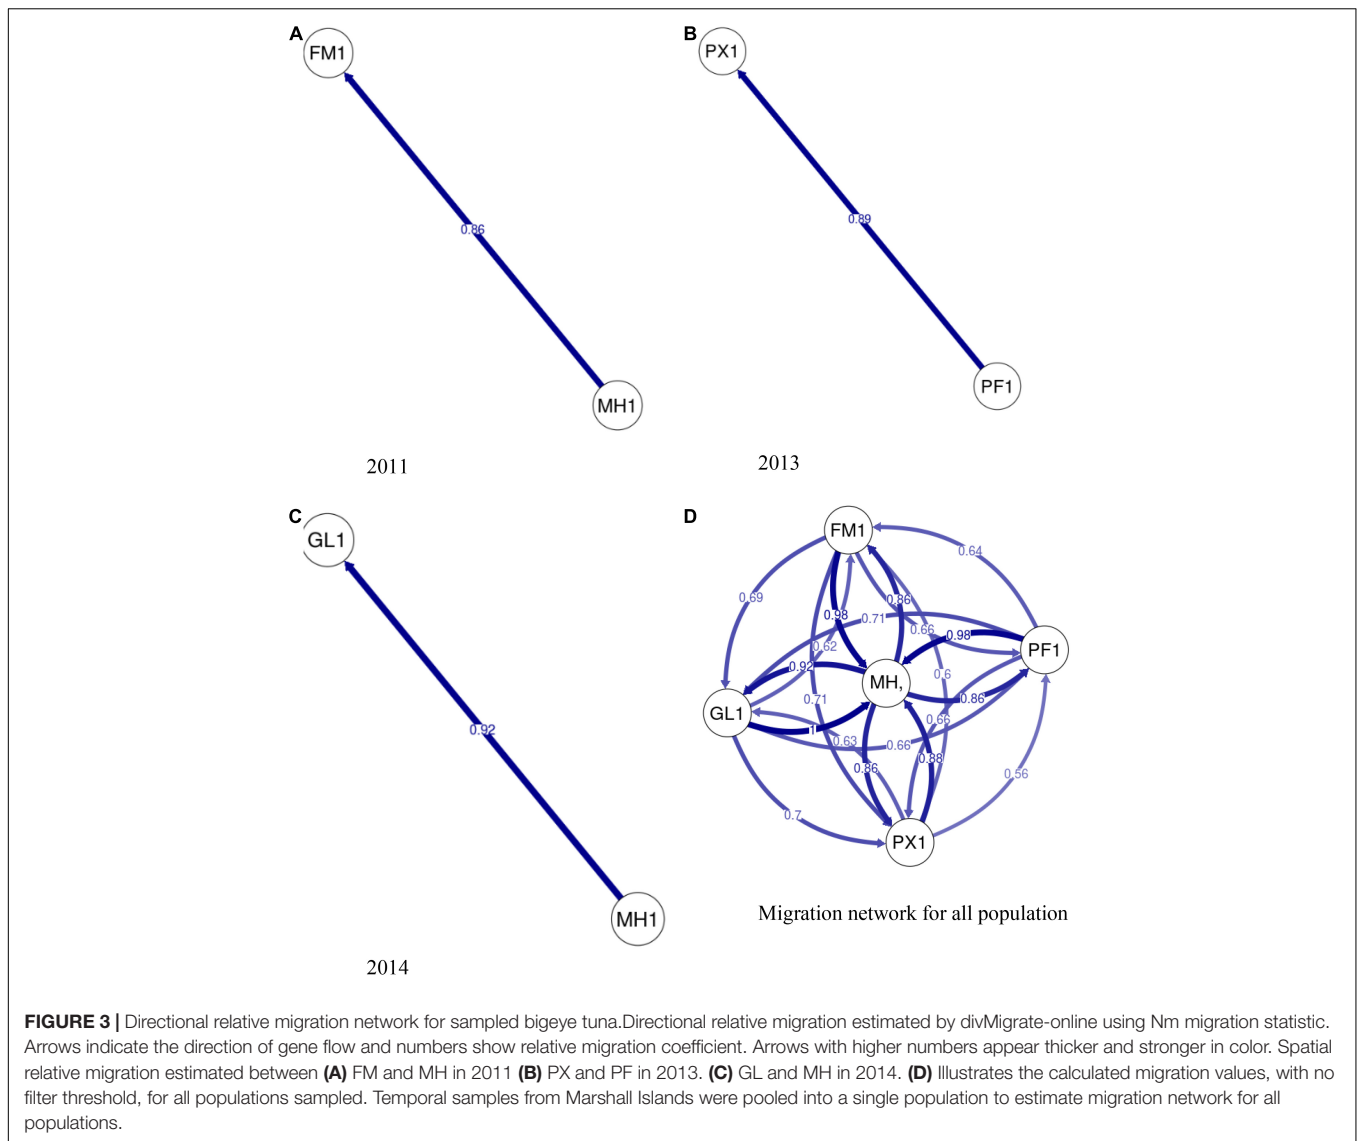 A
FM1
0.86
MH1
2011
B
PX1
0.89
PF1
2013
C
GL1
0.92
MH1
2014
D
FM1
0.64
0.69
0.86
0.98
0.71
0.66
0.98
0.62
PF1
0.92
0.6
MH,
0.86
0.71
GL1
0.66
1
0.63
0.66
0.88
0.86
0.56
0.7
PX1
Migration network for all population
FIGURE 3 | Directional relative migration network for sampled bigeye tuna.Directional relative migration estimated by divMigrate-online using Nm migration statistic.
Arrows indicate the direction of gene flow and numbers show relative migration coefficient. Arrows with higher numbers appear thicker and stronger in color. Spatial
relative migration estimated between (A) FM and MH in 2011 (B) PX and PF in 2013. (C) GL and MH in 2014. (D) Illustrates the calculated migration values, with no
filter threshold, for all populations sampled. Temporal samples from Marshall Islands were pooled into a single population to estimate migration network for all
populations.